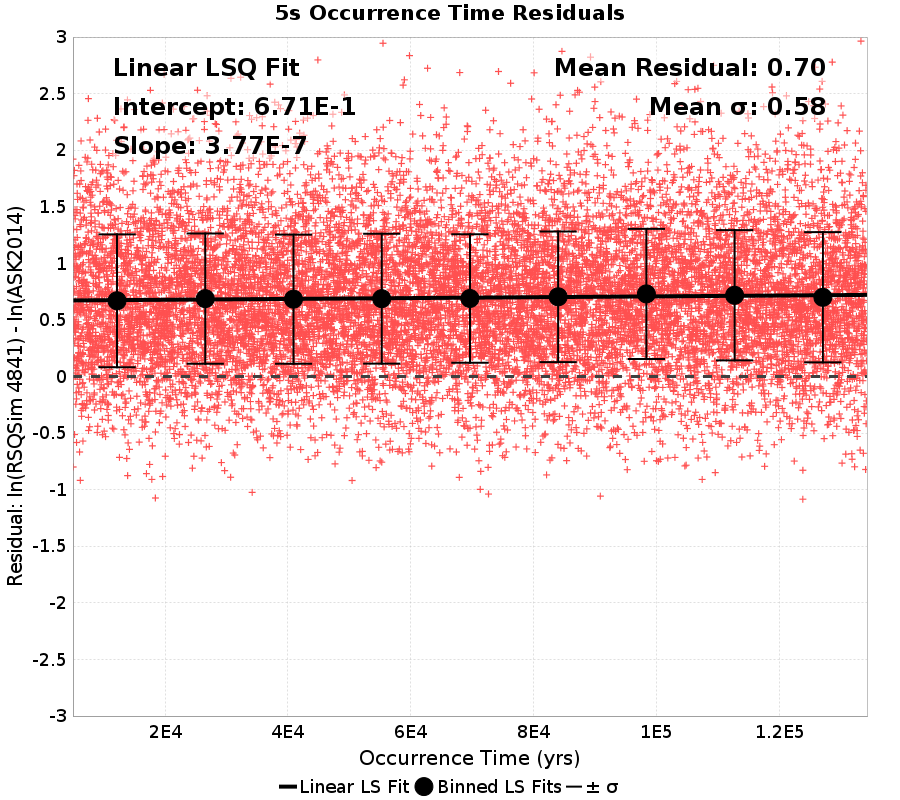 5s Occurrence Time Residuals
Linear LSQ Fit
Intercept: 6.71E-1
Slope: 3.77E-7
Mean Residual: 0.70
Mean σ: 0.58
Residual: ln(RSQSim 4841) - ln(ASK2014)
3
2.5
2
1.5
1
0.5
0
-0.5
-1
-1.5
-2
-2.5
-3
2E4 4E4 6E4 8E4 1E5 1.2E5
Occurrence Time (yrs)
Linear LS Fit Binned LS Fits ± σ